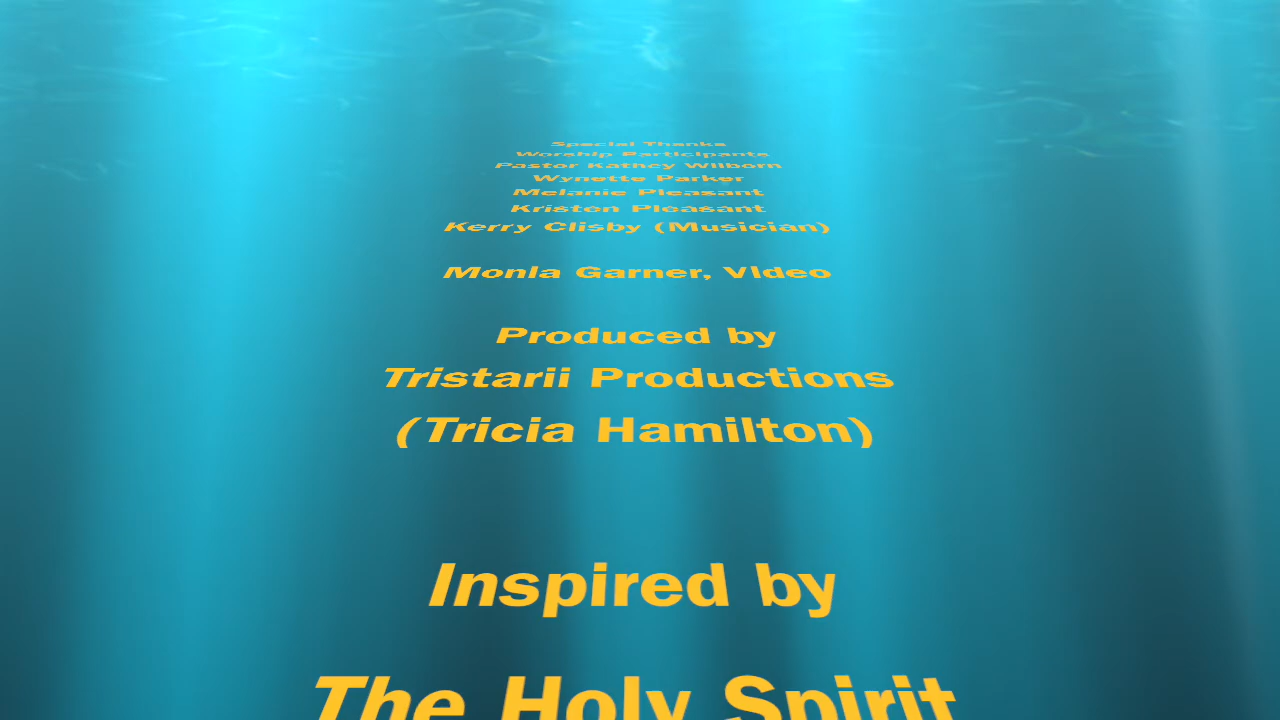 Special Thanks
Worship Participants
Pastor Kathey Wilborn
Wynette Parker
Melanie Pleasant
Kristen Pleasant
Kerry Clisby (Musician)
Monla Garner, Video
Produced by
Tristarii Productions
(Tricia Hamilton)
Inspired by
The Holy Spirit